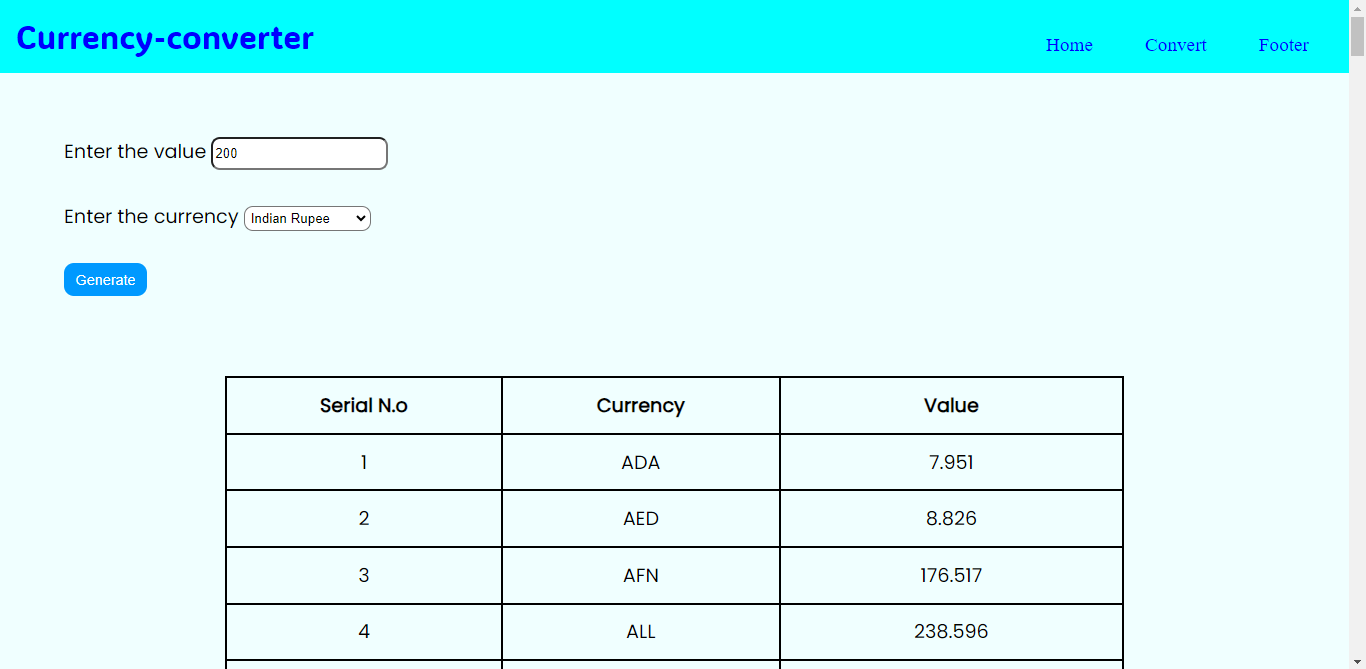 Currency-converter
Home Convert Footer
Enter the value 200
Enter the currency Indian Rupee
Generate
Serial N.o Currency Value
1 ADA 7.951
2 AED 8.826
3 AFN 176.517
4 ALL 238.596